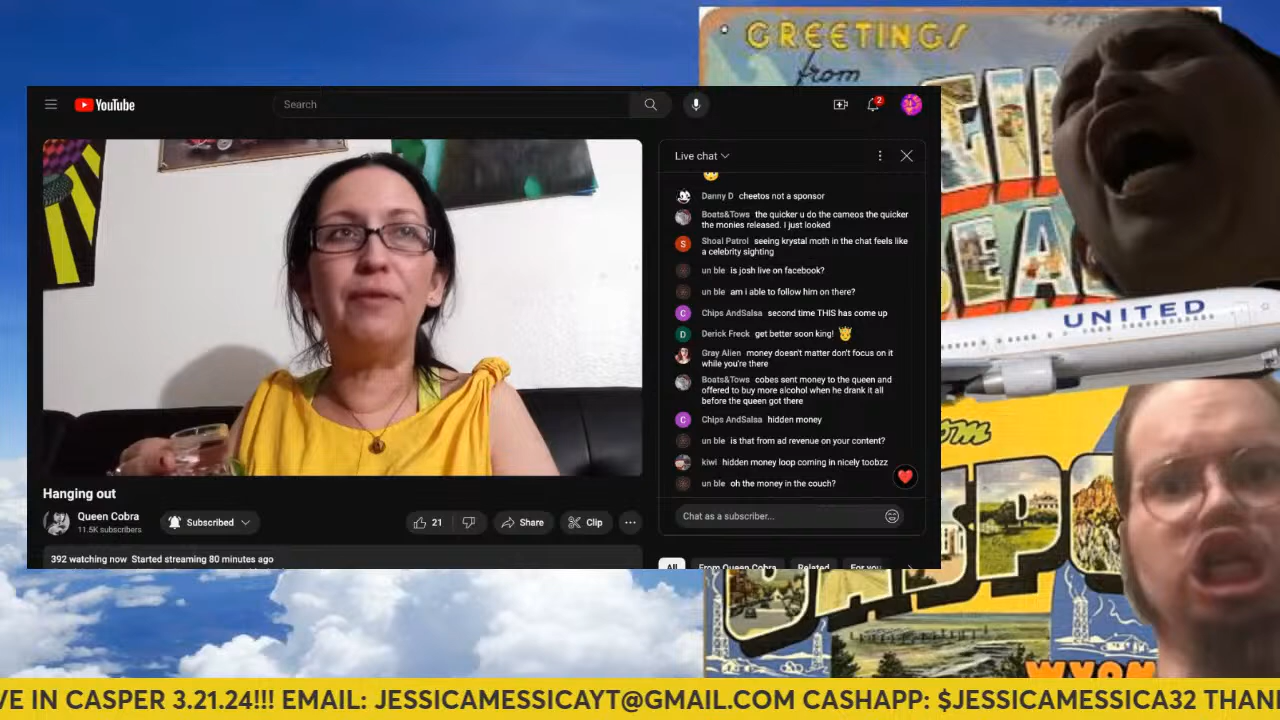 GREETINGS
from
YouTube
Search
2
Live chat
Danny D cheetos not a sponsor
Boats&Tows the quicker u do the cameos the quicker
the monies released. I just looked
Shoal Patrol seeing krystal moth in the chat feels like
a celebrity sighting
un ble is josh live on facebook?
un ble am i able to follow him on there?
Chips AndSalsa second time THIS has come up
Derick Freck get better soon king!
Gray Alien money doesn't matter don't focus on it
while you're there
Boats&Tows cobes sent money to the queen and
offered to buy more alcohol when he drank it all
before the queen got there
Chips AndSalsa hidden money
un ble is that from ad revenue on your content?
kiwi hidden money loop coming in nicely toobzz
un ble oh the money in the couch?
Chat as a subscriber...
Hanging out
Queen Cobra
11.5K subscribers
Subscribed
21
Share
Clip
392 watching now Started streaming 80 minutes ago
All From Queen Cobra Related For you
UNITED
VE IN CASPER 3.21.24!!! EMAIL: JESSICAMESSICAYT@GMAIL.COM CASHAPP: $JESSICAMESSICA32 THAN